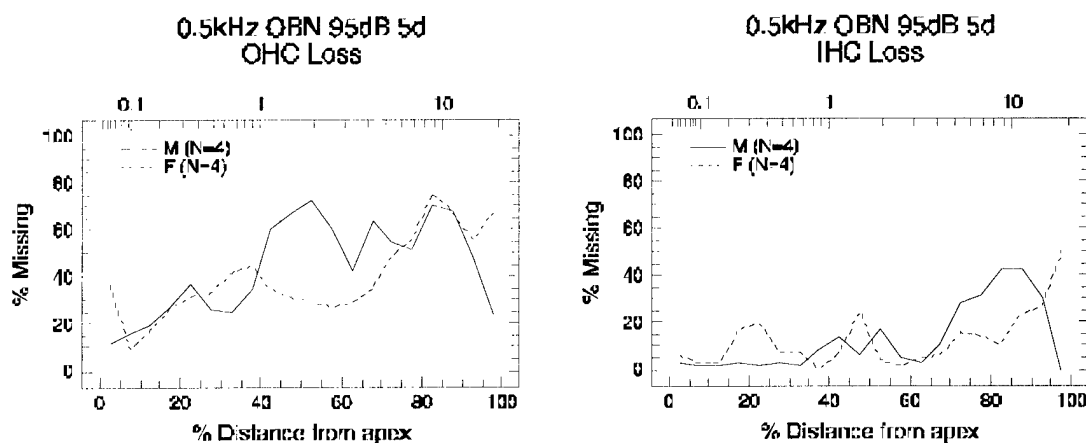 0.5kHz OBN 95dB 5d
OHC Loss
0.1 1 10
100
80
60
40
20
0
% Missing
M (N=4)
F (N=4)
0 20 40 60 80 100
% Distance from apex
0.5kHz OBN 95dB 5d
IHC Loss
0.1 1 10
100
80
60
40
20
0
% Missing
M (N=4)
F (N=4)
0 20 40 60 80 100
% Distance from apex